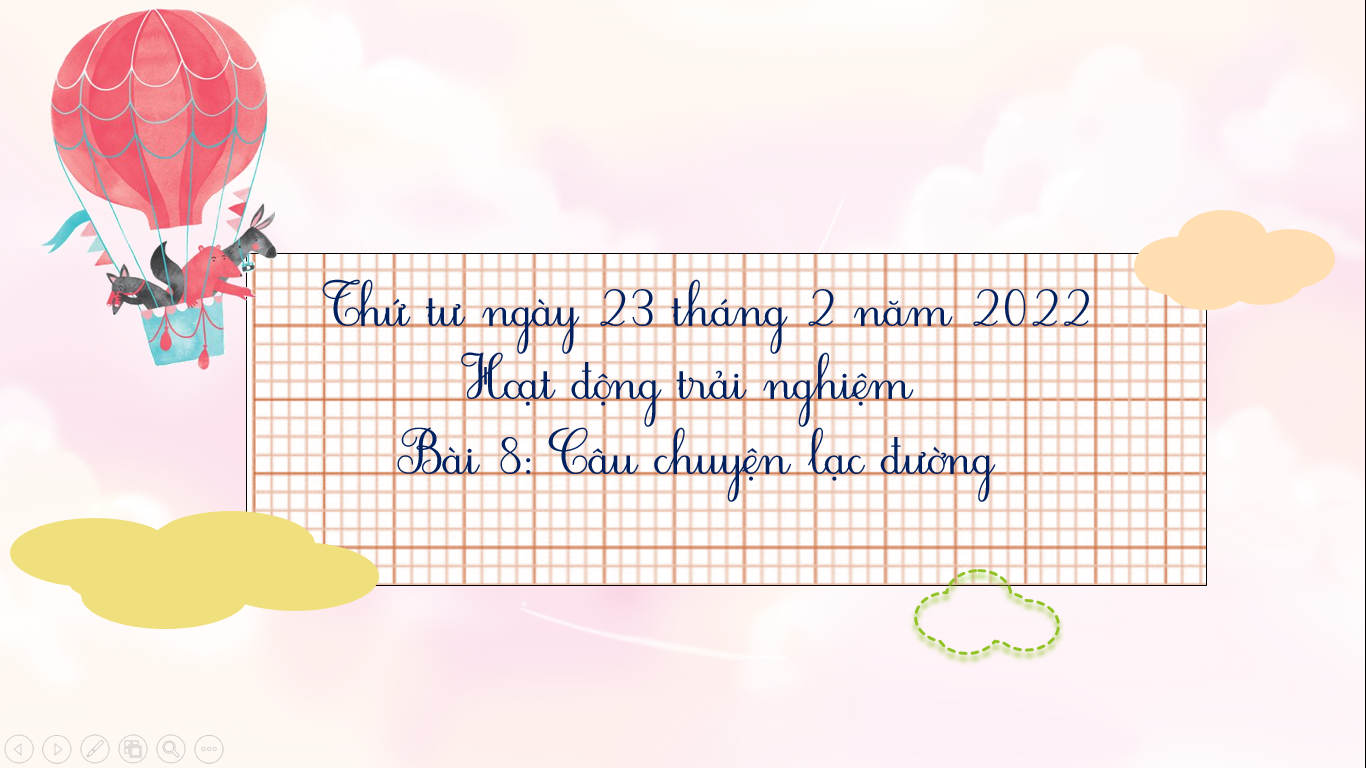 Thứ tư ngày 23 tháng 2 năm 2022
Hoạt động trải nghiệm
Bài 8: Câu chuyện lạc đường